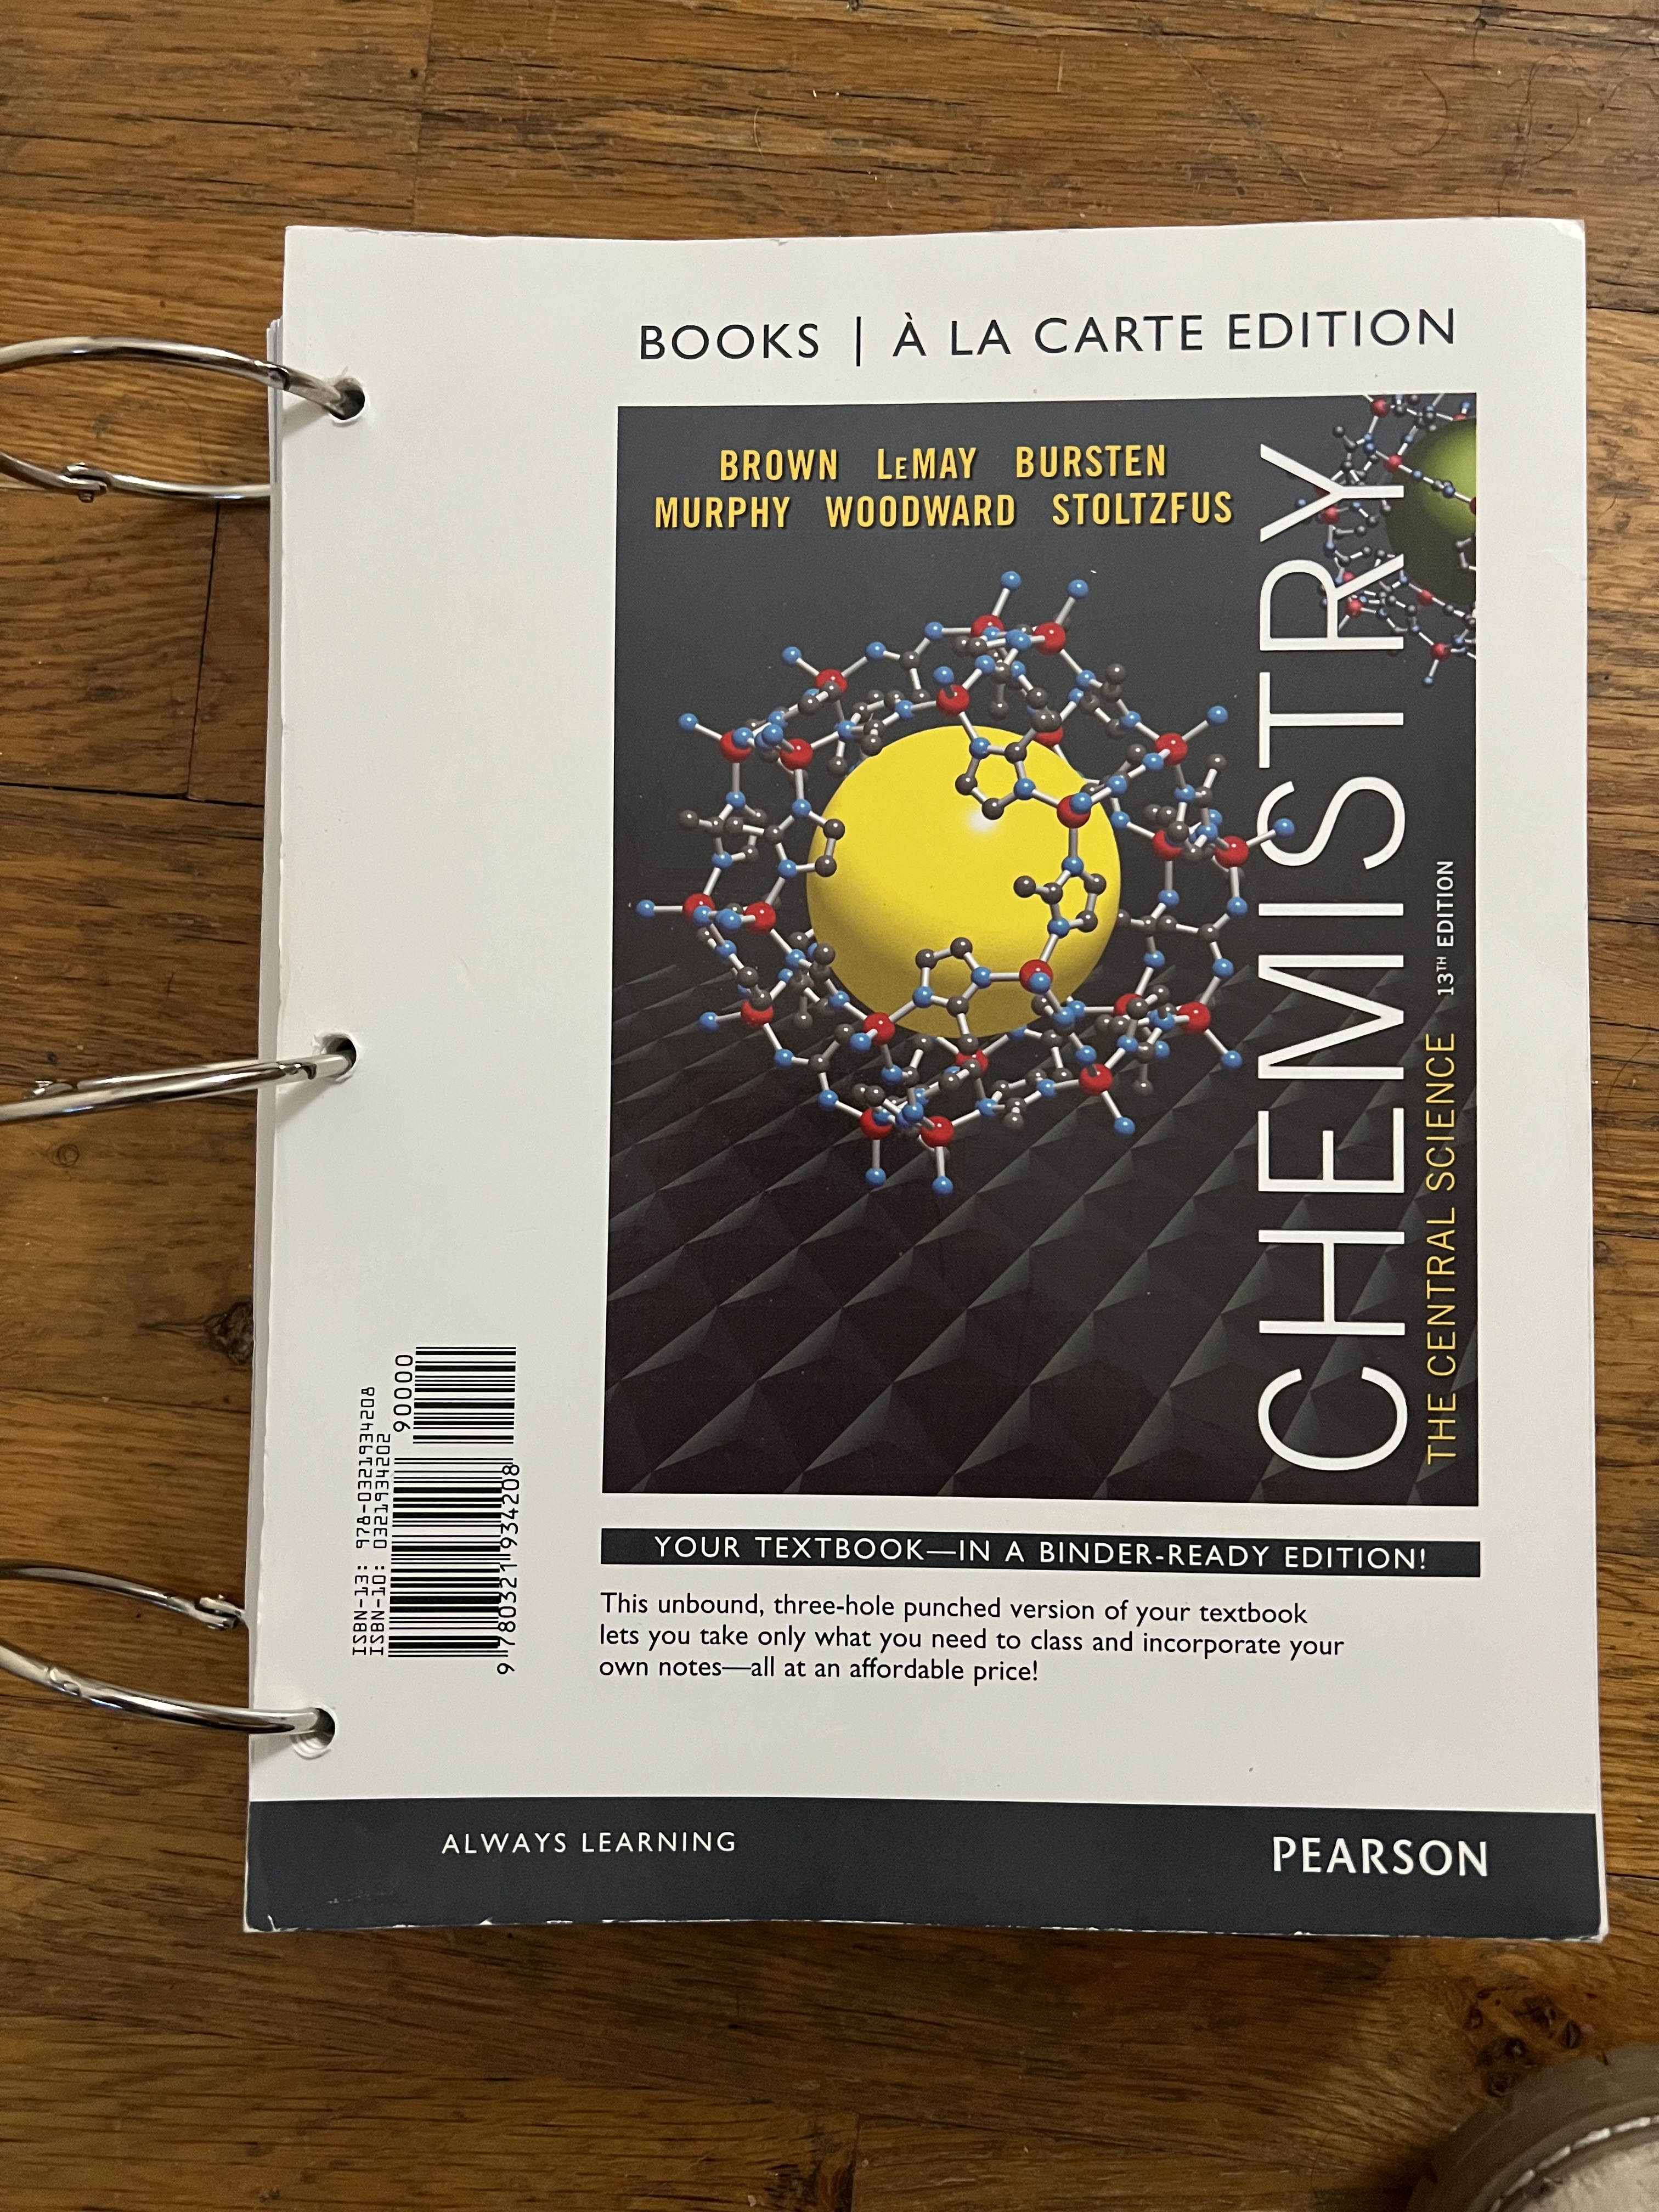 BOOKS | À LA CARTE EDITION
BROWN LeMAY BURSTEN
MURPHY WOODWARD STOLTZFUS
CHEMISTRY
THE CENTRAL SCIENCE 13TH EDITION
ISBN-13: 978-0321934208
ISBN-10: 0321934202
90000
9 780321 934208
YOUR TEXTBOOK—IN A BINDER-READY EDITION!
This unbound, three-hole punched version of your textbook
lets you take only what you need to class and incorporate your
own notes—all at an affordable price!
ALWAYS LEARNING
PEARSON